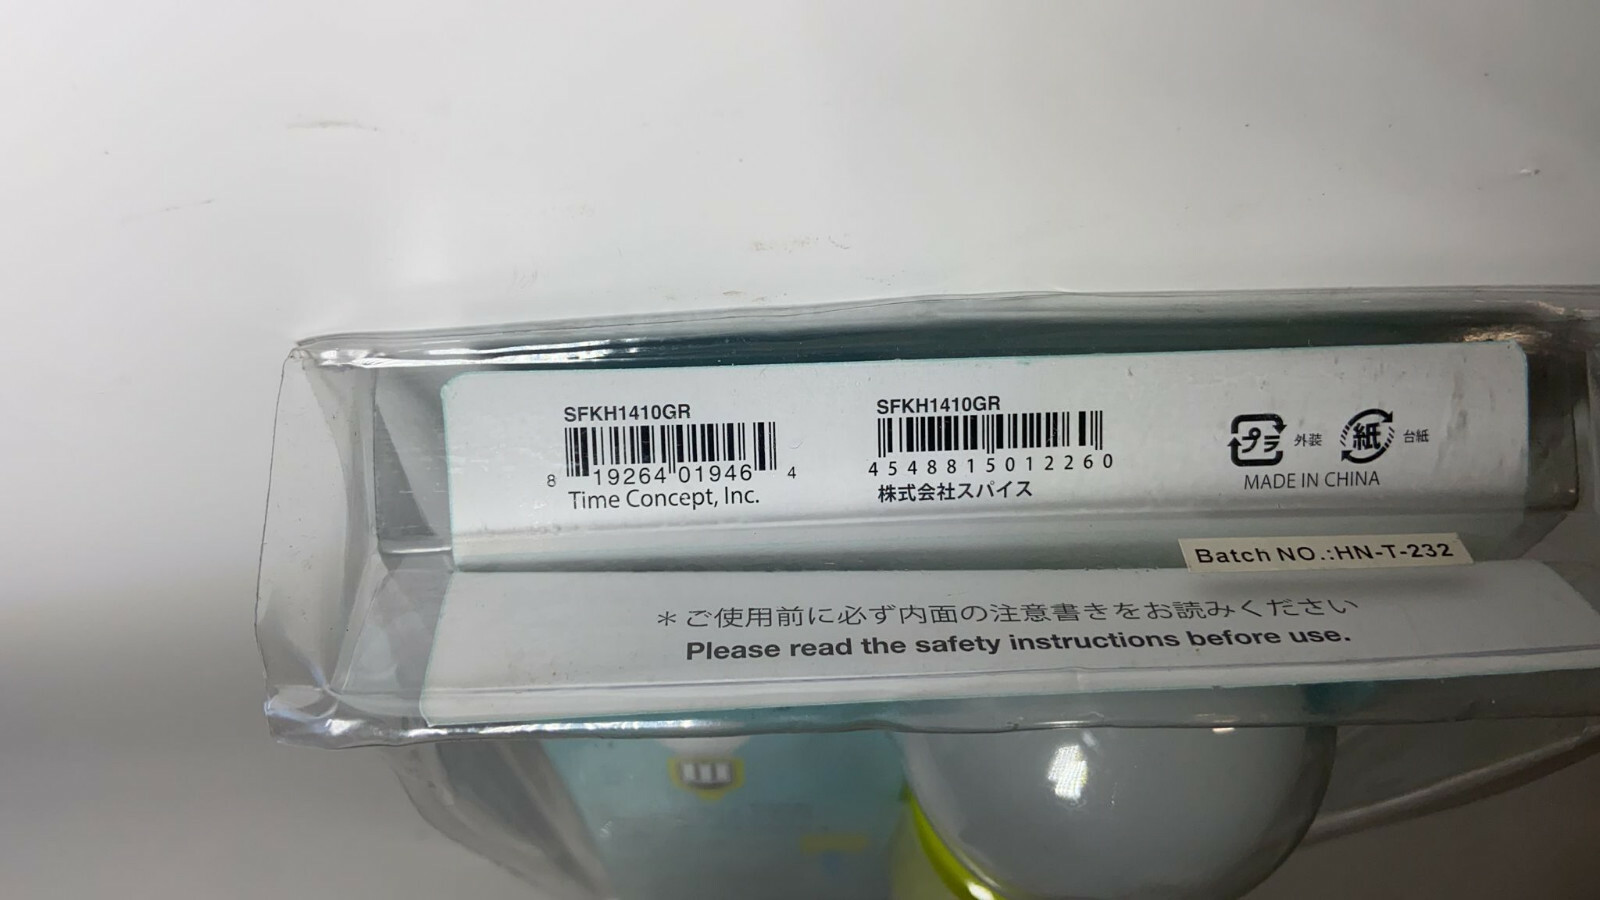 SFKH1410GR
8 19264 01946 4
Time Concept, Inc.
SFKH1410GR
4548815012260
株式会社スパイス
プラ 外装 紙 台紙
MADE IN CHINA
Batch NO.:HN-T-232
＊ご使用前に必ず内面の注意書きをお読みください
Please read the safety instructions before use.